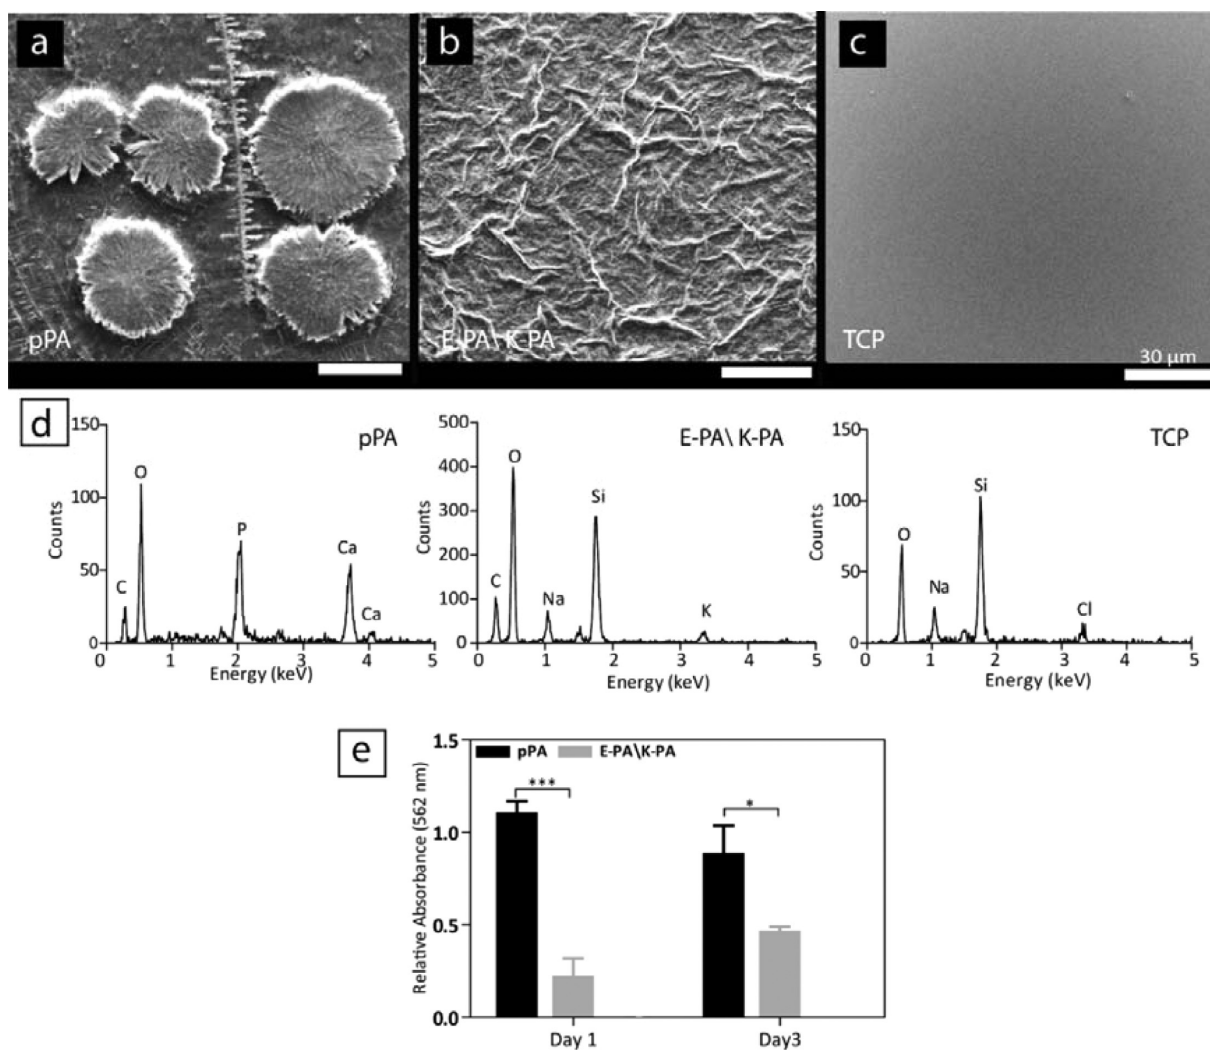 a
b
c
pPA
E-PA\ K-PA
TCP
30 µm
d
pPA
150
100
50
0
Counts
C
O
P
Ca
Ca
0
1
2
3
4
5
Energy (keV)
E-PA\ K-PA
500
400
300
200
100
0
Counts
C
O
Na
Si
K
0
1
2
3
4
5
Energy (keV)
TCP
150
100
50
0
Counts
O
Na
Si
Cl
0
1
2
3
4
5
Energy (keV)
e
pPA
E-PA\K-PA
1.5
1.0
0.5
0.0
Relative Absorbance (562 nm)
***
*
Day 1
Day3